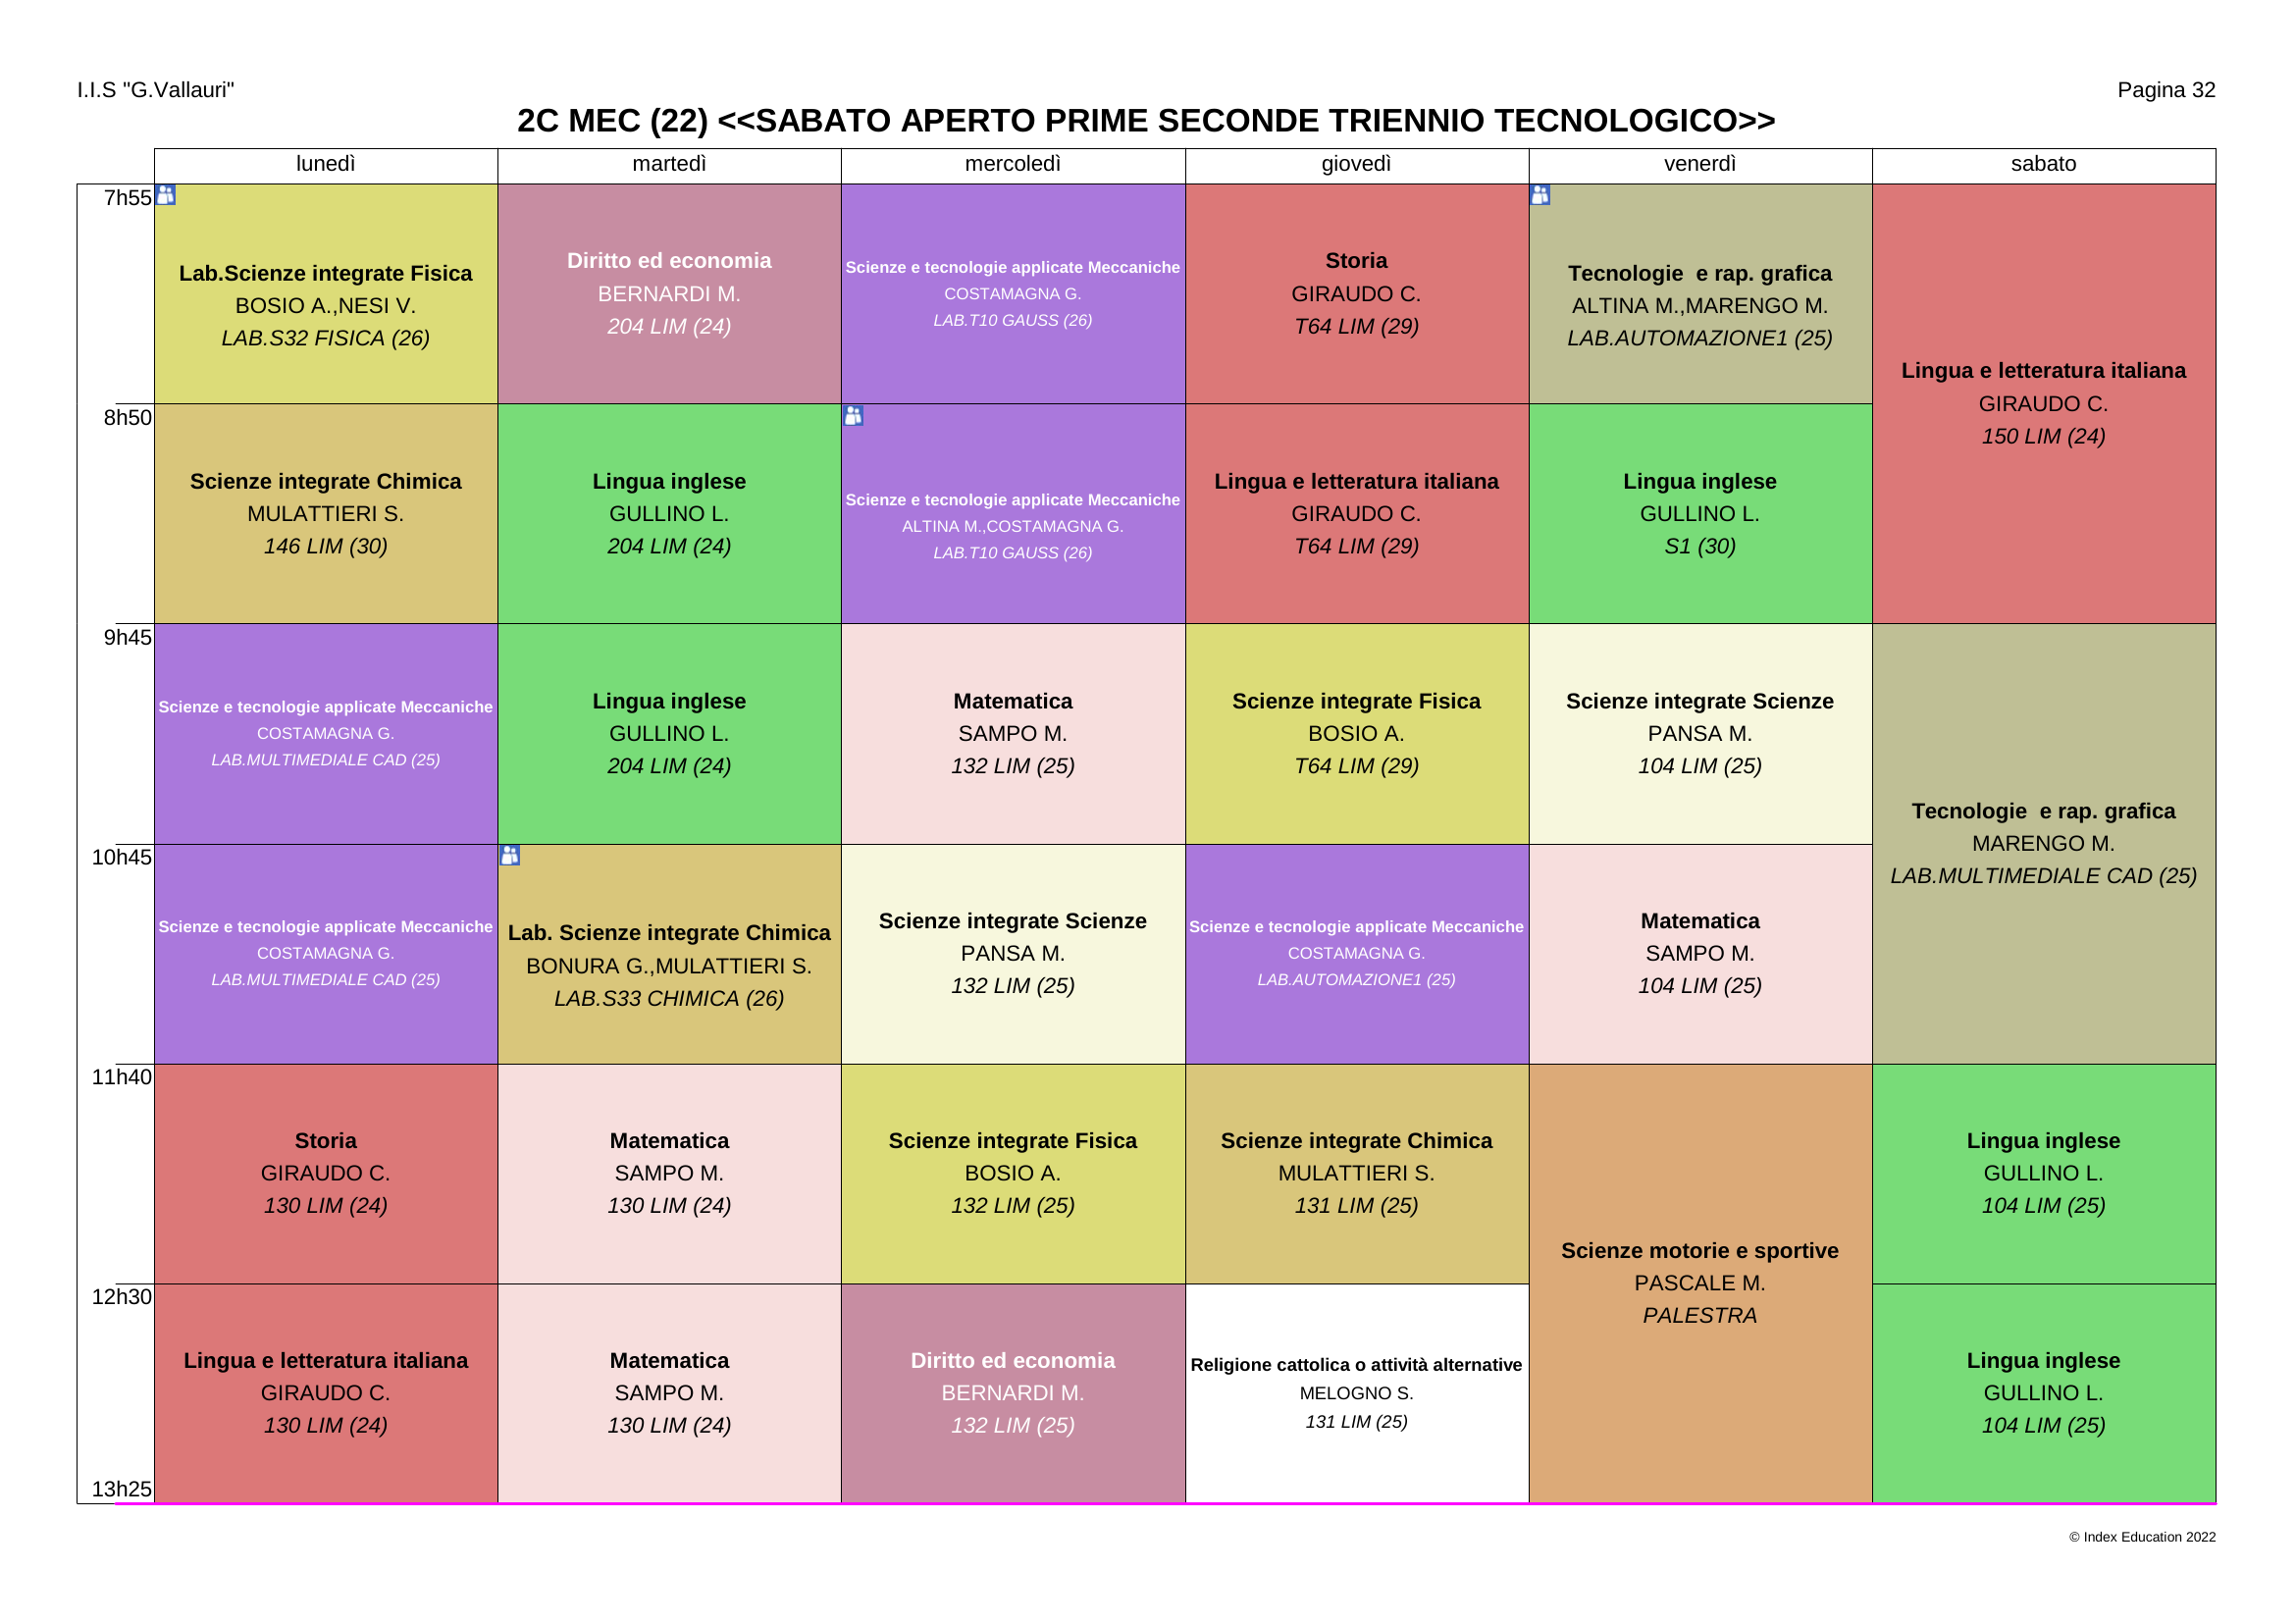 I.I.S "G.Vallauri"
Pagina 32
2C MEC (22) <<SABATO APERTO PRIME SECONDE TRIENNIO TECNOLOGICO>>
lunedì
martedì
mercoledì
giovedì
venerdì
sabato
7h55
Lab.Scienze integrate Fisica
BOSIO A.,NESI V.
LAB.S32 FISICA (26)
Diritto ed economia
BERNARDI M.
204 LIM (24)
Scienze e tecnologie applicate Meccaniche
COSTAMAGNA G.
LAB.T10 GAUSS (26)
Storia
GIRAUDO C.
T64 LIM (29)
Tecnologie  e rap. grafica
ALTINA M.,MARENGO M.
LAB.AUTOMAZIONE1 (25)
Lingua e letteratura italiana
GIRAUDO C.
150 LIM (24)
8h50
Scienze integrate Chimica
MULATTIERI S.
146 LIM (30)
Lingua inglese
GULLINO L.
204 LIM (24)
Scienze e tecnologie applicate Meccaniche
ALTINA M.,COSTAMAGNA G.
LAB.T10 GAUSS (26)
Lingua e letteratura italiana
GIRAUDO C.
T64 LIM (29)
Lingua inglese
GULLINO L.
S1 (30)
9h45
Scienze e tecnologie applicate Meccaniche
COSTAMAGNA G.
LAB.MULTIMEDIALE CAD (25)
Lingua inglese
GULLINO L.
204 LIM (24)
Matematica
SAMPO M.
132 LIM (25)
Scienze integrate Fisica
BOSIO A.
T64 LIM (29)
Scienze integrate Scienze
PANSA M.
104 LIM (25)
Tecnologie  e rap. grafica
MARENGO M.
LAB.MULTIMEDIALE CAD (25)
10h45
Scienze e tecnologie applicate Meccaniche
COSTAMAGNA G.
LAB.MULTIMEDIALE CAD (25)
Lab. Scienze integrate Chimica
BONURA G.,MULATTIERI S.
LAB.S33 CHIMICA (26)
Scienze integrate Scienze
PANSA M.
132 LIM (25)
Scienze e tecnologie applicate Meccaniche
COSTAMAGNA G.
LAB.AUTOMAZIONE1 (25)
Matematica
SAMPO M.
104 LIM (25)
11h40
Storia
GIRAUDO C.
130 LIM (24)
Matematica
SAMPO M.
130 LIM (24)
Scienze integrate Fisica
BOSIO A.
132 LIM (25)
Scienze integrate Chimica
MULATTIERI S.
131 LIM (25)
Scienze motorie e sportive
PASCALE M.
PALESTRA
Lingua inglese
GULLINO L.
104 LIM (25)
12h30
Lingua e letteratura italiana
GIRAUDO C.
130 LIM (24)
Matematica
SAMPO M.
130 LIM (24)
Diritto ed economia
BERNARDI M.
132 LIM (25)
Religione cattolica o attività alternative
MELOGNO S.
131 LIM (25)
Lingua inglese
GULLINO L.
104 LIM (25)
13h25
© Index Education 2022